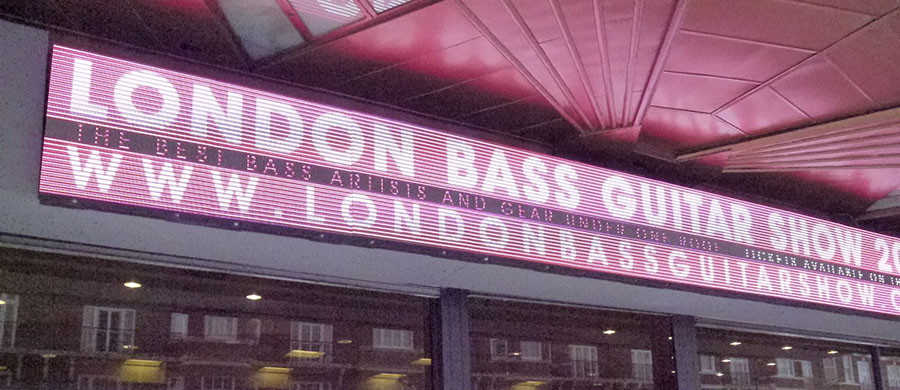 LONDON BASS GUITAR SHOW 20
THE BEST BASS ARTISTS AND GEAR UNDER ONE ROOF TICKETS AVAILABLE ON
WWW.LONDONBASSGUITARSHOW